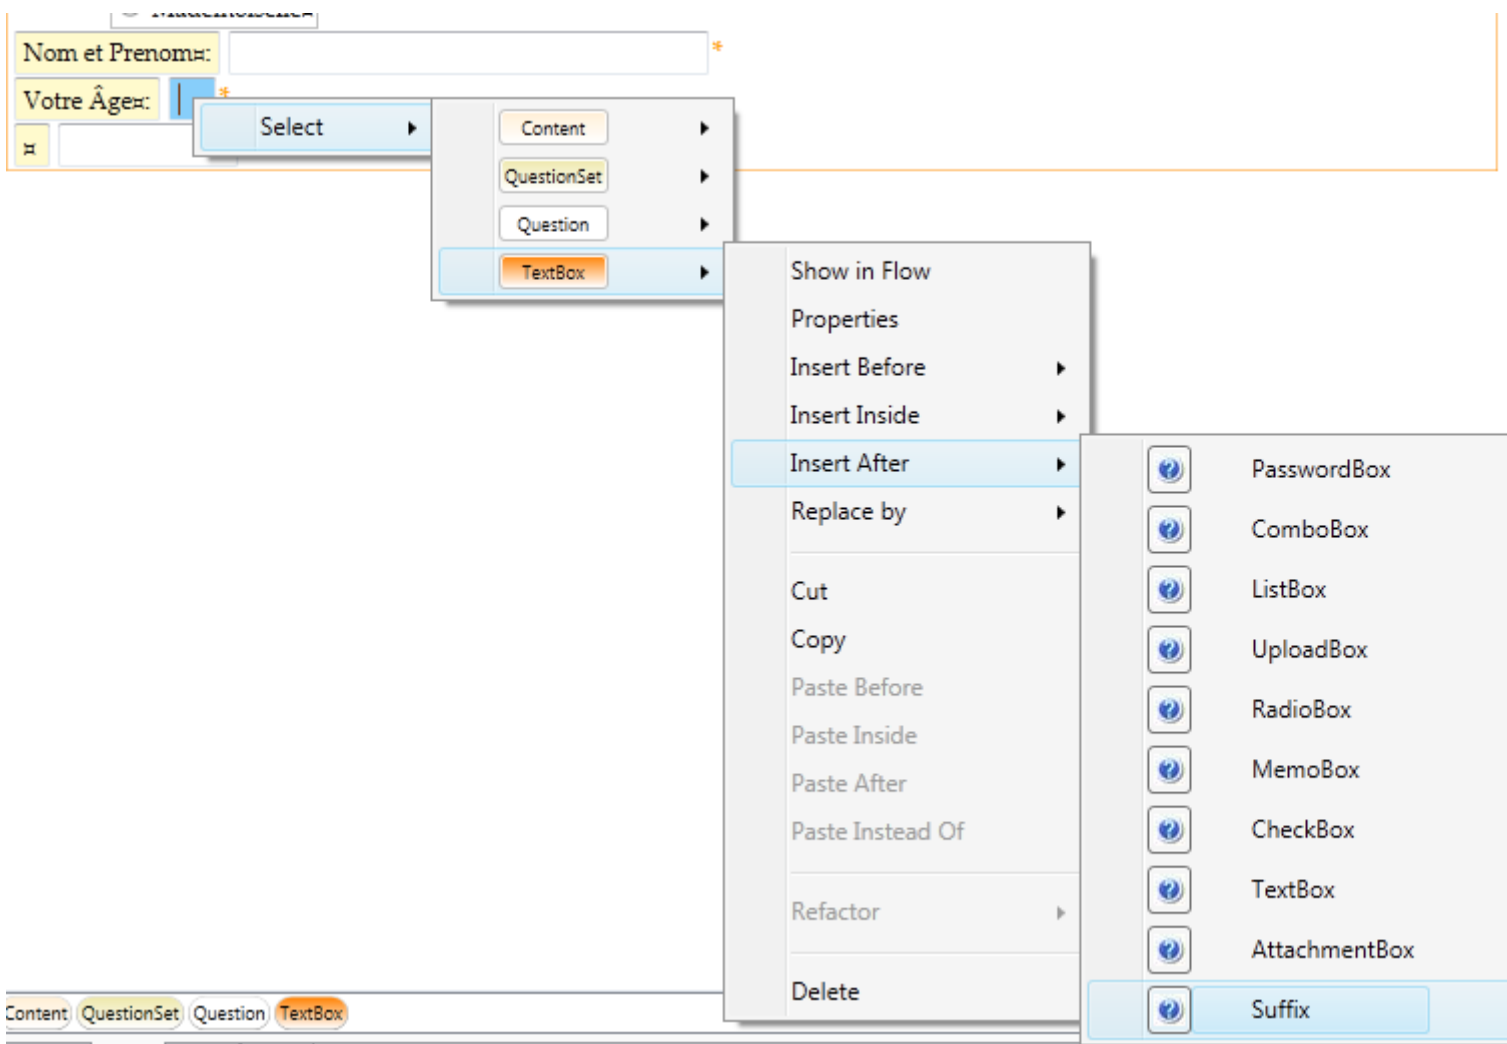 Mademoiselle¤
Nom et Prenom¤: *
Votre Âge¤: *
¤
Select
Content
QuestionSet
Question
TextBox
Show in Flow
Properties
Insert Before
Insert Inside
Insert After
Replace by
Cut
Copy
Paste Before
Paste Inside
Paste After
Paste Instead Of
Refactor
Delete
PasswordBox
ComboBox
ListBox
UploadBox
RadioBox
MemoBox
CheckBox
TextBox
AttachmentBox
Suffix
Content QuestionSet Question TextBox